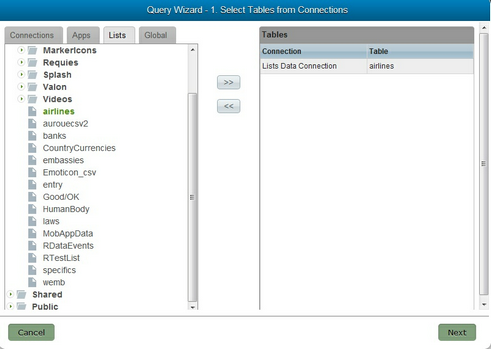 Query Wizard - 1. Select Tables from Connections
Connections Apps Lists Global
MarkerIcons
Requies
Splash
Valon
Videos
airlines
aurouecsv2
banks
CountryCurrencies
embassies
Emoticon_csv
entry
Good/OK
HumanBody
laws
MobAppData
RDataEvents
RTestList
specifics
wemb
Shared
Public
>>
<<
Tables
Connection Table
Lists Data Connection airlines
Cancel
Next